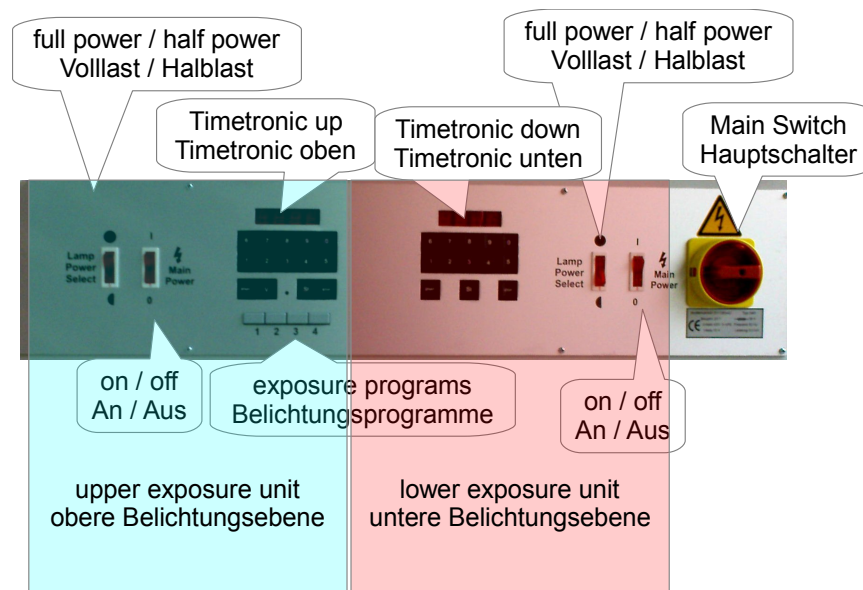 full power / half power
Volllast / Halblast
full power / half power
Volllast / Halblast
Timetronic up
Timetronic oben
Timetronic down
Timetronic unten
Main Switch
Hauptschalter
Lamp
Power
Select
I
0
Main
Power
1 2 3 4
Lamp
Power
Select
I
0
Main
Power
CE
on / off
An / Aus
exposure programs
Belichtungsprogramme
on / off
An / Aus
upper exposure unit
obere Belichtungsebene
lower exposure unit
untere Belichtungsebene